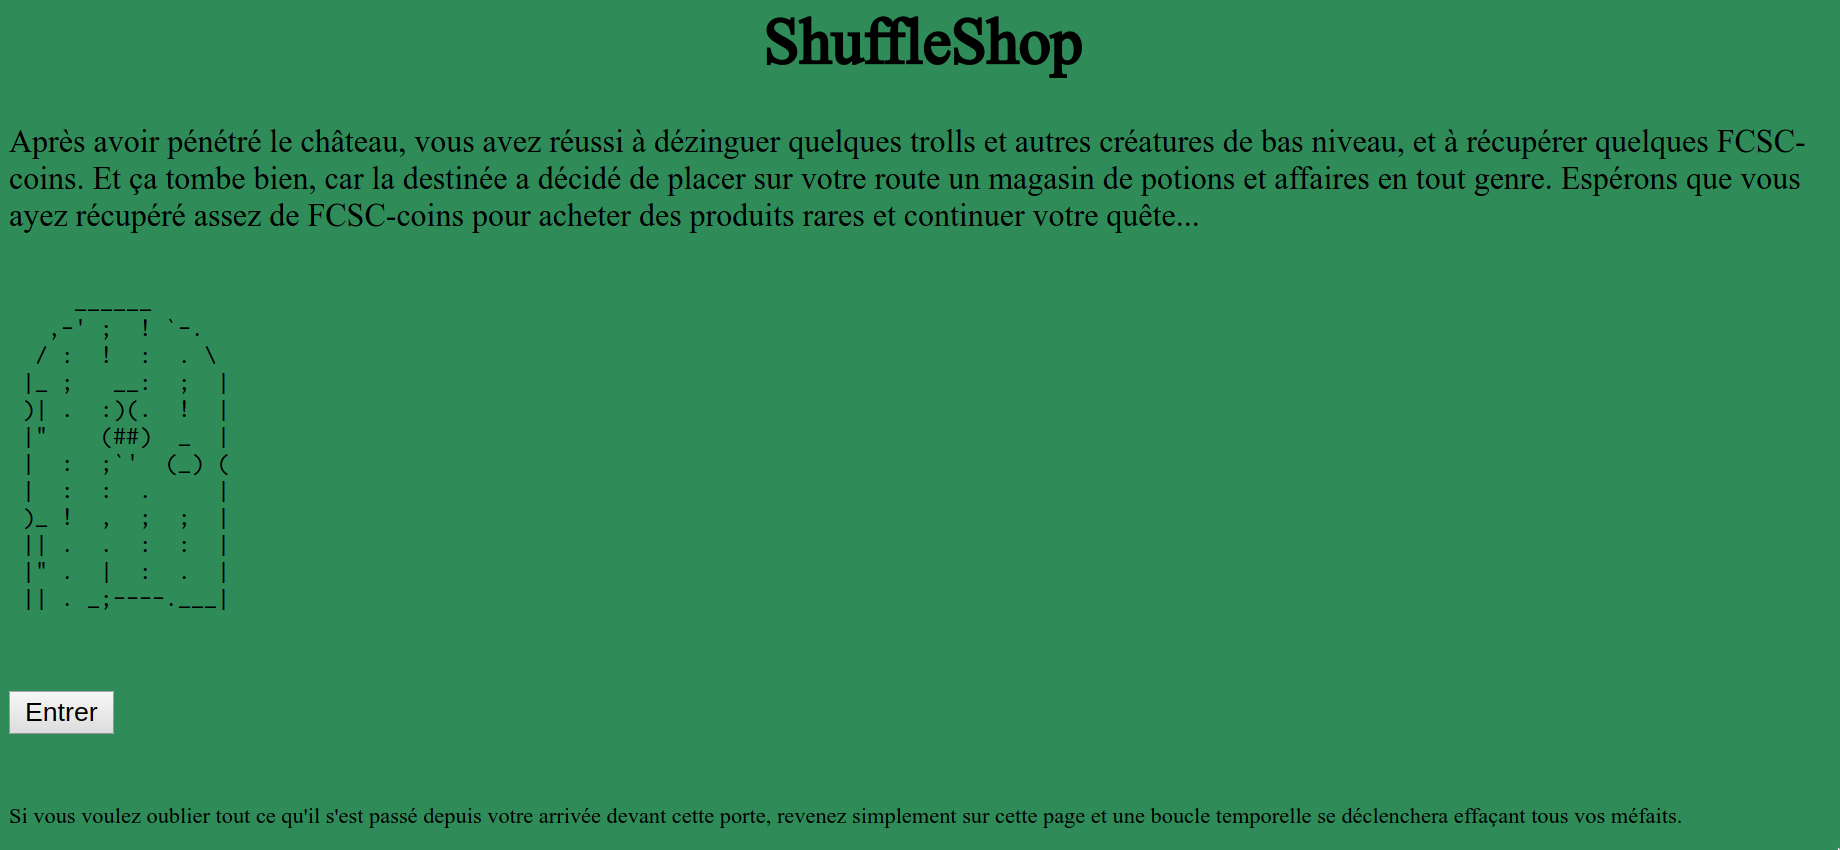 ShuffleShop
Après avoir pénétré le château, vous avez réussi à dézinguer quelques trolls et autres créatures de bas niveau, et à récupérer quelques FCSC-
coins. Et ça tombe bien, car la destinée a décidé de placer sur votre route un magasin de potions et affaires en tout genre. Espérons que vous
ayez récupéré assez de FCSC-coins pour acheter des produits rares et continuer votre quête...
Entrer
Si vous voulez oublier tout ce qu'il s'est passé depuis votre arrivée devant cette porte, revenez simplement sur cette page et une boucle temporelle se déclenchera effaçant tous vos méfaits.